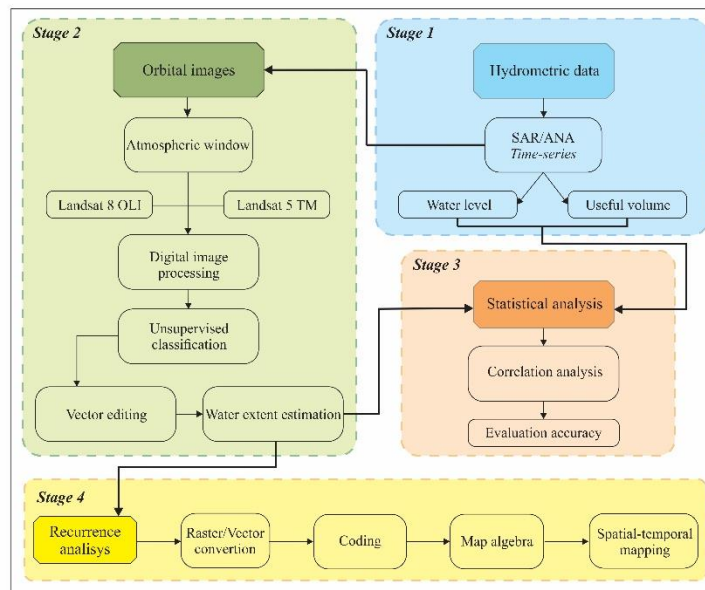 Stage 2
Orbital images
Atmospheric window
Landsat 8 OLI
Landsat 5 TM
Digital image
processing
Unsupervised
classification
Vector editing
Water extent estimation
Stage 1
Hydrometric data
SAR/ANA
Time-series
Water level
Useful volume
Stage 3
Statistical analysis
Correlation analysis
Evaluation accuracy
Stage 4
Recurrence
analisys
Raster/Vector
convertion
Coding
Map algebra
Spatial-temporal
mapping